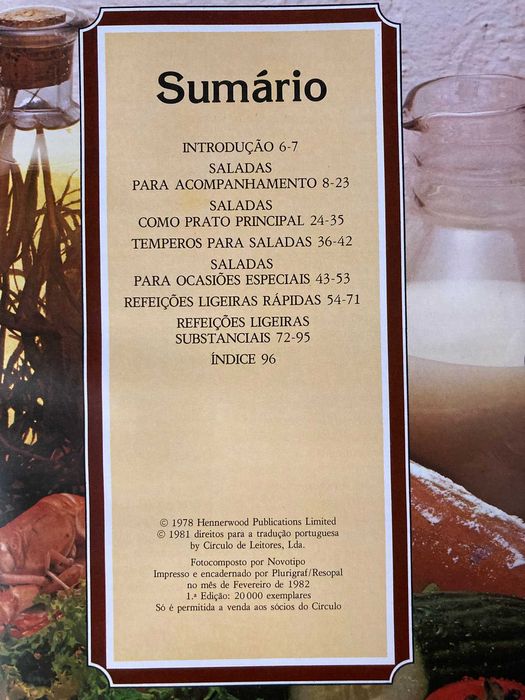 Sumário
INTRODUÇÃO 6-7
SALADAS
PARA ACOMPANHAMENTO 8-23
SALADAS
COMO PRATO PRINCIPAL 24-35
TEMPEROS PARA SALADAS 36-42
SALADAS
PARA OCASIÕES ESPECIAIS 43-53
REFEIÇÕES LIGEIRAS RÁPIDAS 54-71
REFEIÇÕES LIGEIRAS
SUBSTANCIAIS 72-95
ÍNDICE 96
© 1978 Hennerwood Publications Limited
© 1981 direitos para a tradução portuguesa
by Círculo de Leitores, Lda.
Fotocomposto por Novotipo
Impresso e encadernado por Plurigraf/Resopal
no mês de Fevereiro de 1982
1.ª Edição: 20 000 exemplares
Só é permitida a venda aos sócios do Círculo